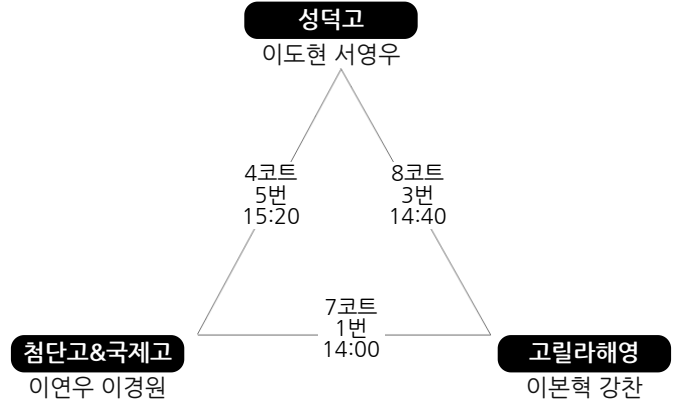 성덕고
이도현 서영우
4코트
5번
15:20
8코트
3번
14:40
7코트
1번
14:00
첨단고&국제고
이연우 이경원
고릴라해영
이본혁 강찬